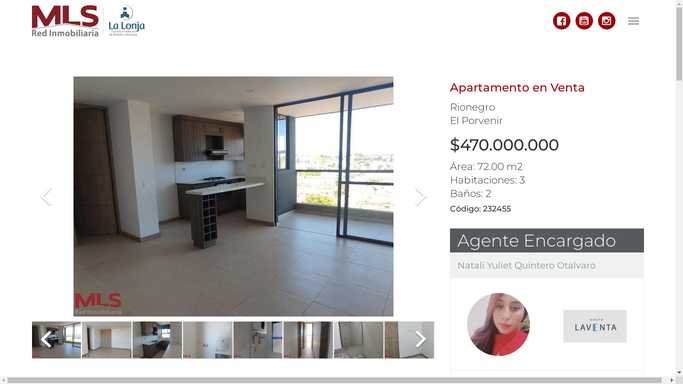 MLS
Red Inmobiliaria
La Lonja
Apartamento en Venta
Rionegro
El Porvenir
$470.000.000
Área: 72.00 m2
Habitaciones: 3
Baños: 2
Código: 232455
MLS
Red Inmobiliaria
Agente Encargado
Natali Yuliet Quintero Otalvaro
LAVENTA